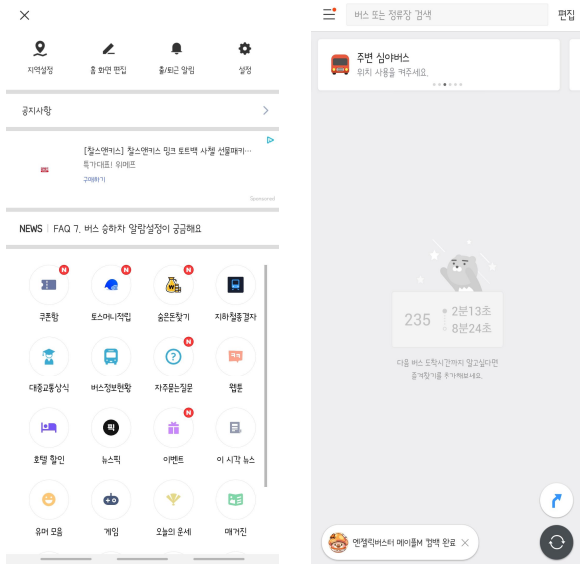 지역설정 홈 화면 편집 출/퇴근 알림 설정
공지사항
[찰스앤키스] 찰스앤키스 밍크 토트백 사첼 선물패키…
특가대표! 위메프
구매하기
Sponsored
NEWS | FAQ 7. 버스 승하차 알람설정이 궁금해요
N N N
쿠폰함 토스머니적립 숨은돈찾기 지하철종결자
N
대중교통상식 버스정보현황 자주묻는질문 웹툰
N
호텔 할인 뉴스픽 이벤트 이 시각 뉴스
유머 모음 게임 오늘의 운세 매거진
버스 또는 정류장 검색 편집
주변 심야버스
위치 사용을 켜주세요.
235
2분13초
8분24초
다음 버스 도착시간까지 알고싶다면
즐겨찾기를 추가해보세요.
엔젤릭버스터 메이플M 컴백 완료